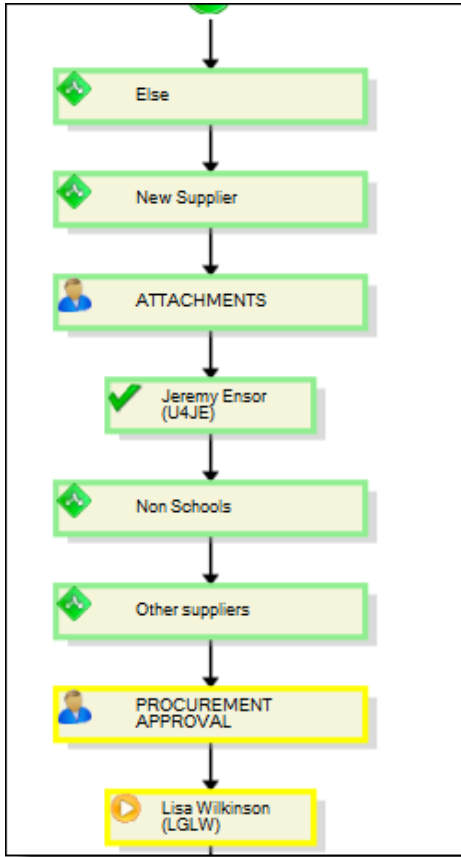 Else
New Supplier
ATTACHMENTS
Jeremy Ensor
(U4JE)
Non Schools
Other suppliers
PROCUREMENT
APPROVAL
Lisa Wilkinson
(LGLW)